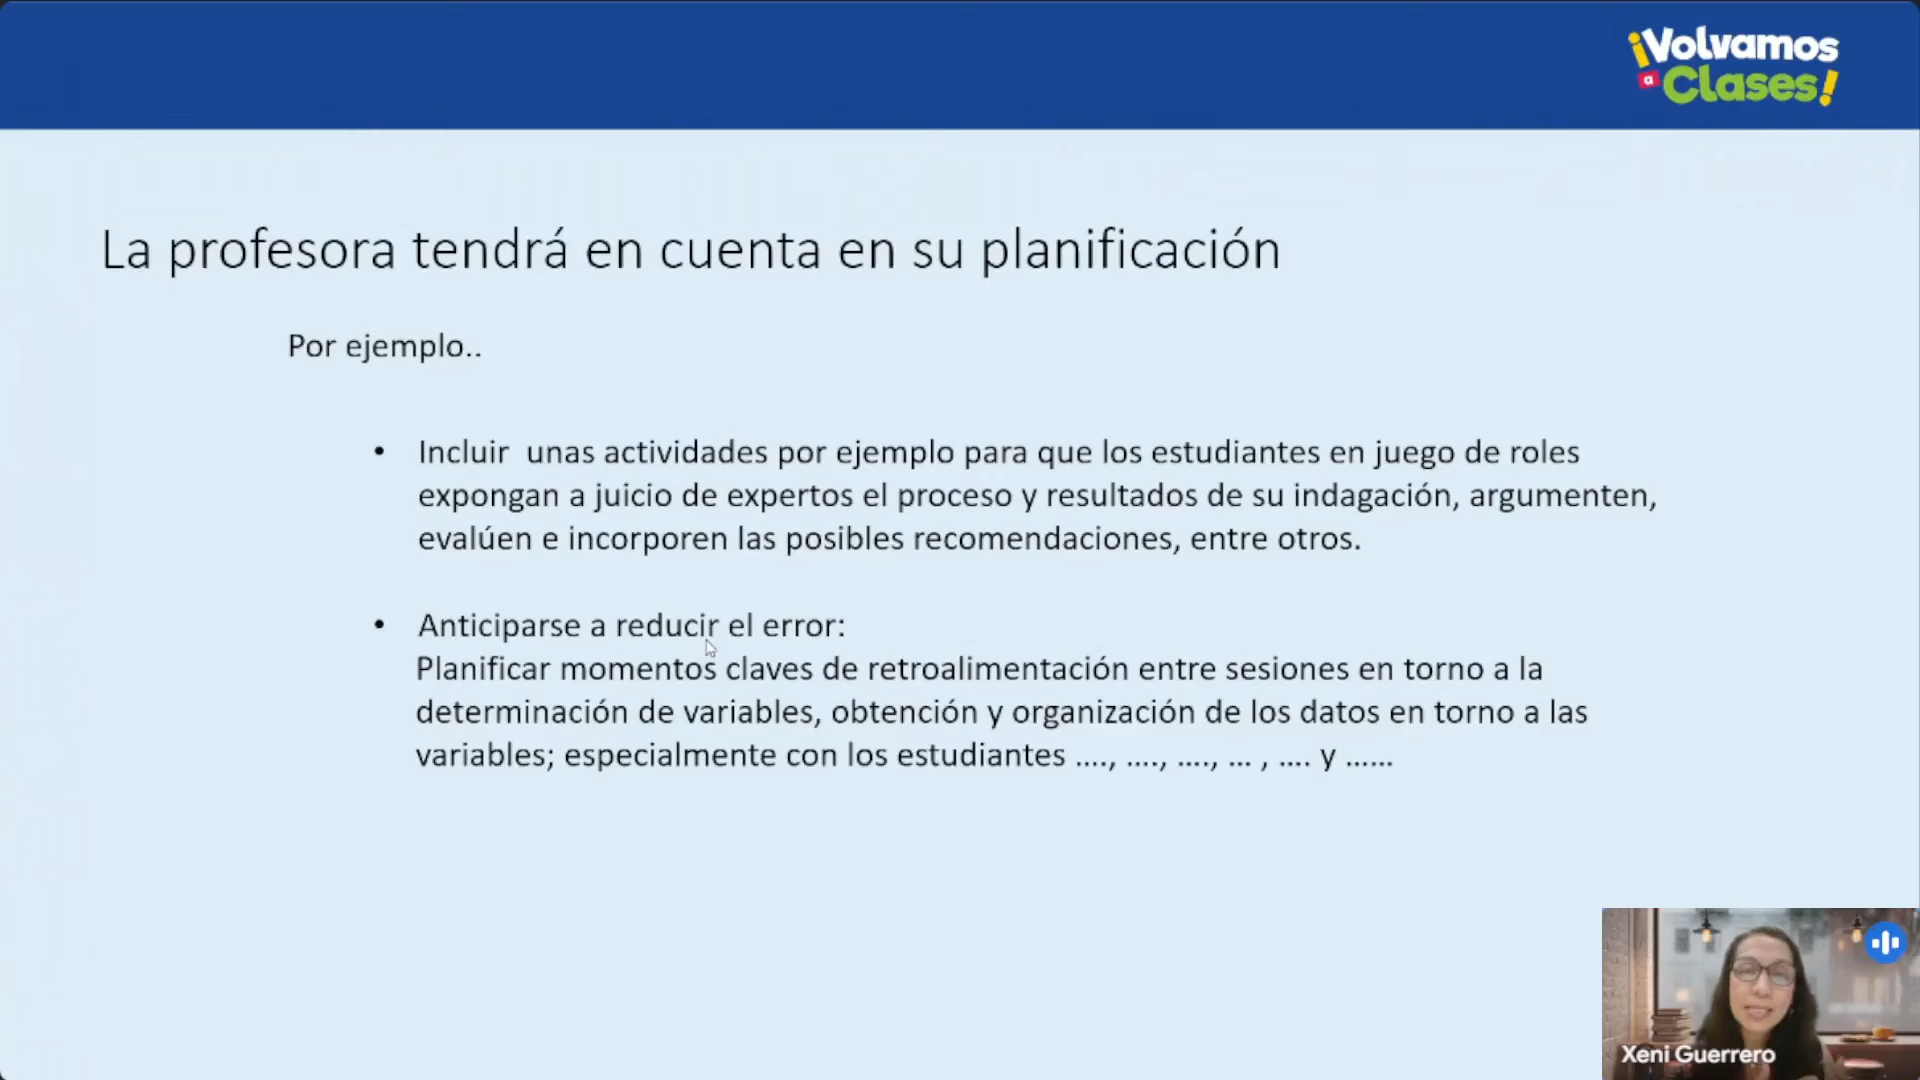 ¡Volvamos
a Clases!
La profesora tendrá en cuenta en su planificación
Por ejemplo..
• Incluir unas actividades por ejemplo para que los estudiantes en juego de roles
expongan a juicio de expertos el proceso y resultados de su indagación, argumenten,
evalúen e incorporen las posibles recomendaciones, entre otros.
• Anticiparse a reducir el error:
Planificar momentos claves de retroalimentación entre sesiones en torno a la
determinación de variables, obtención y organización de los datos en torno a las
variables; especialmente con los estudiantes ...., ...., ...., ... , .... y ......
Xeni Guerrero